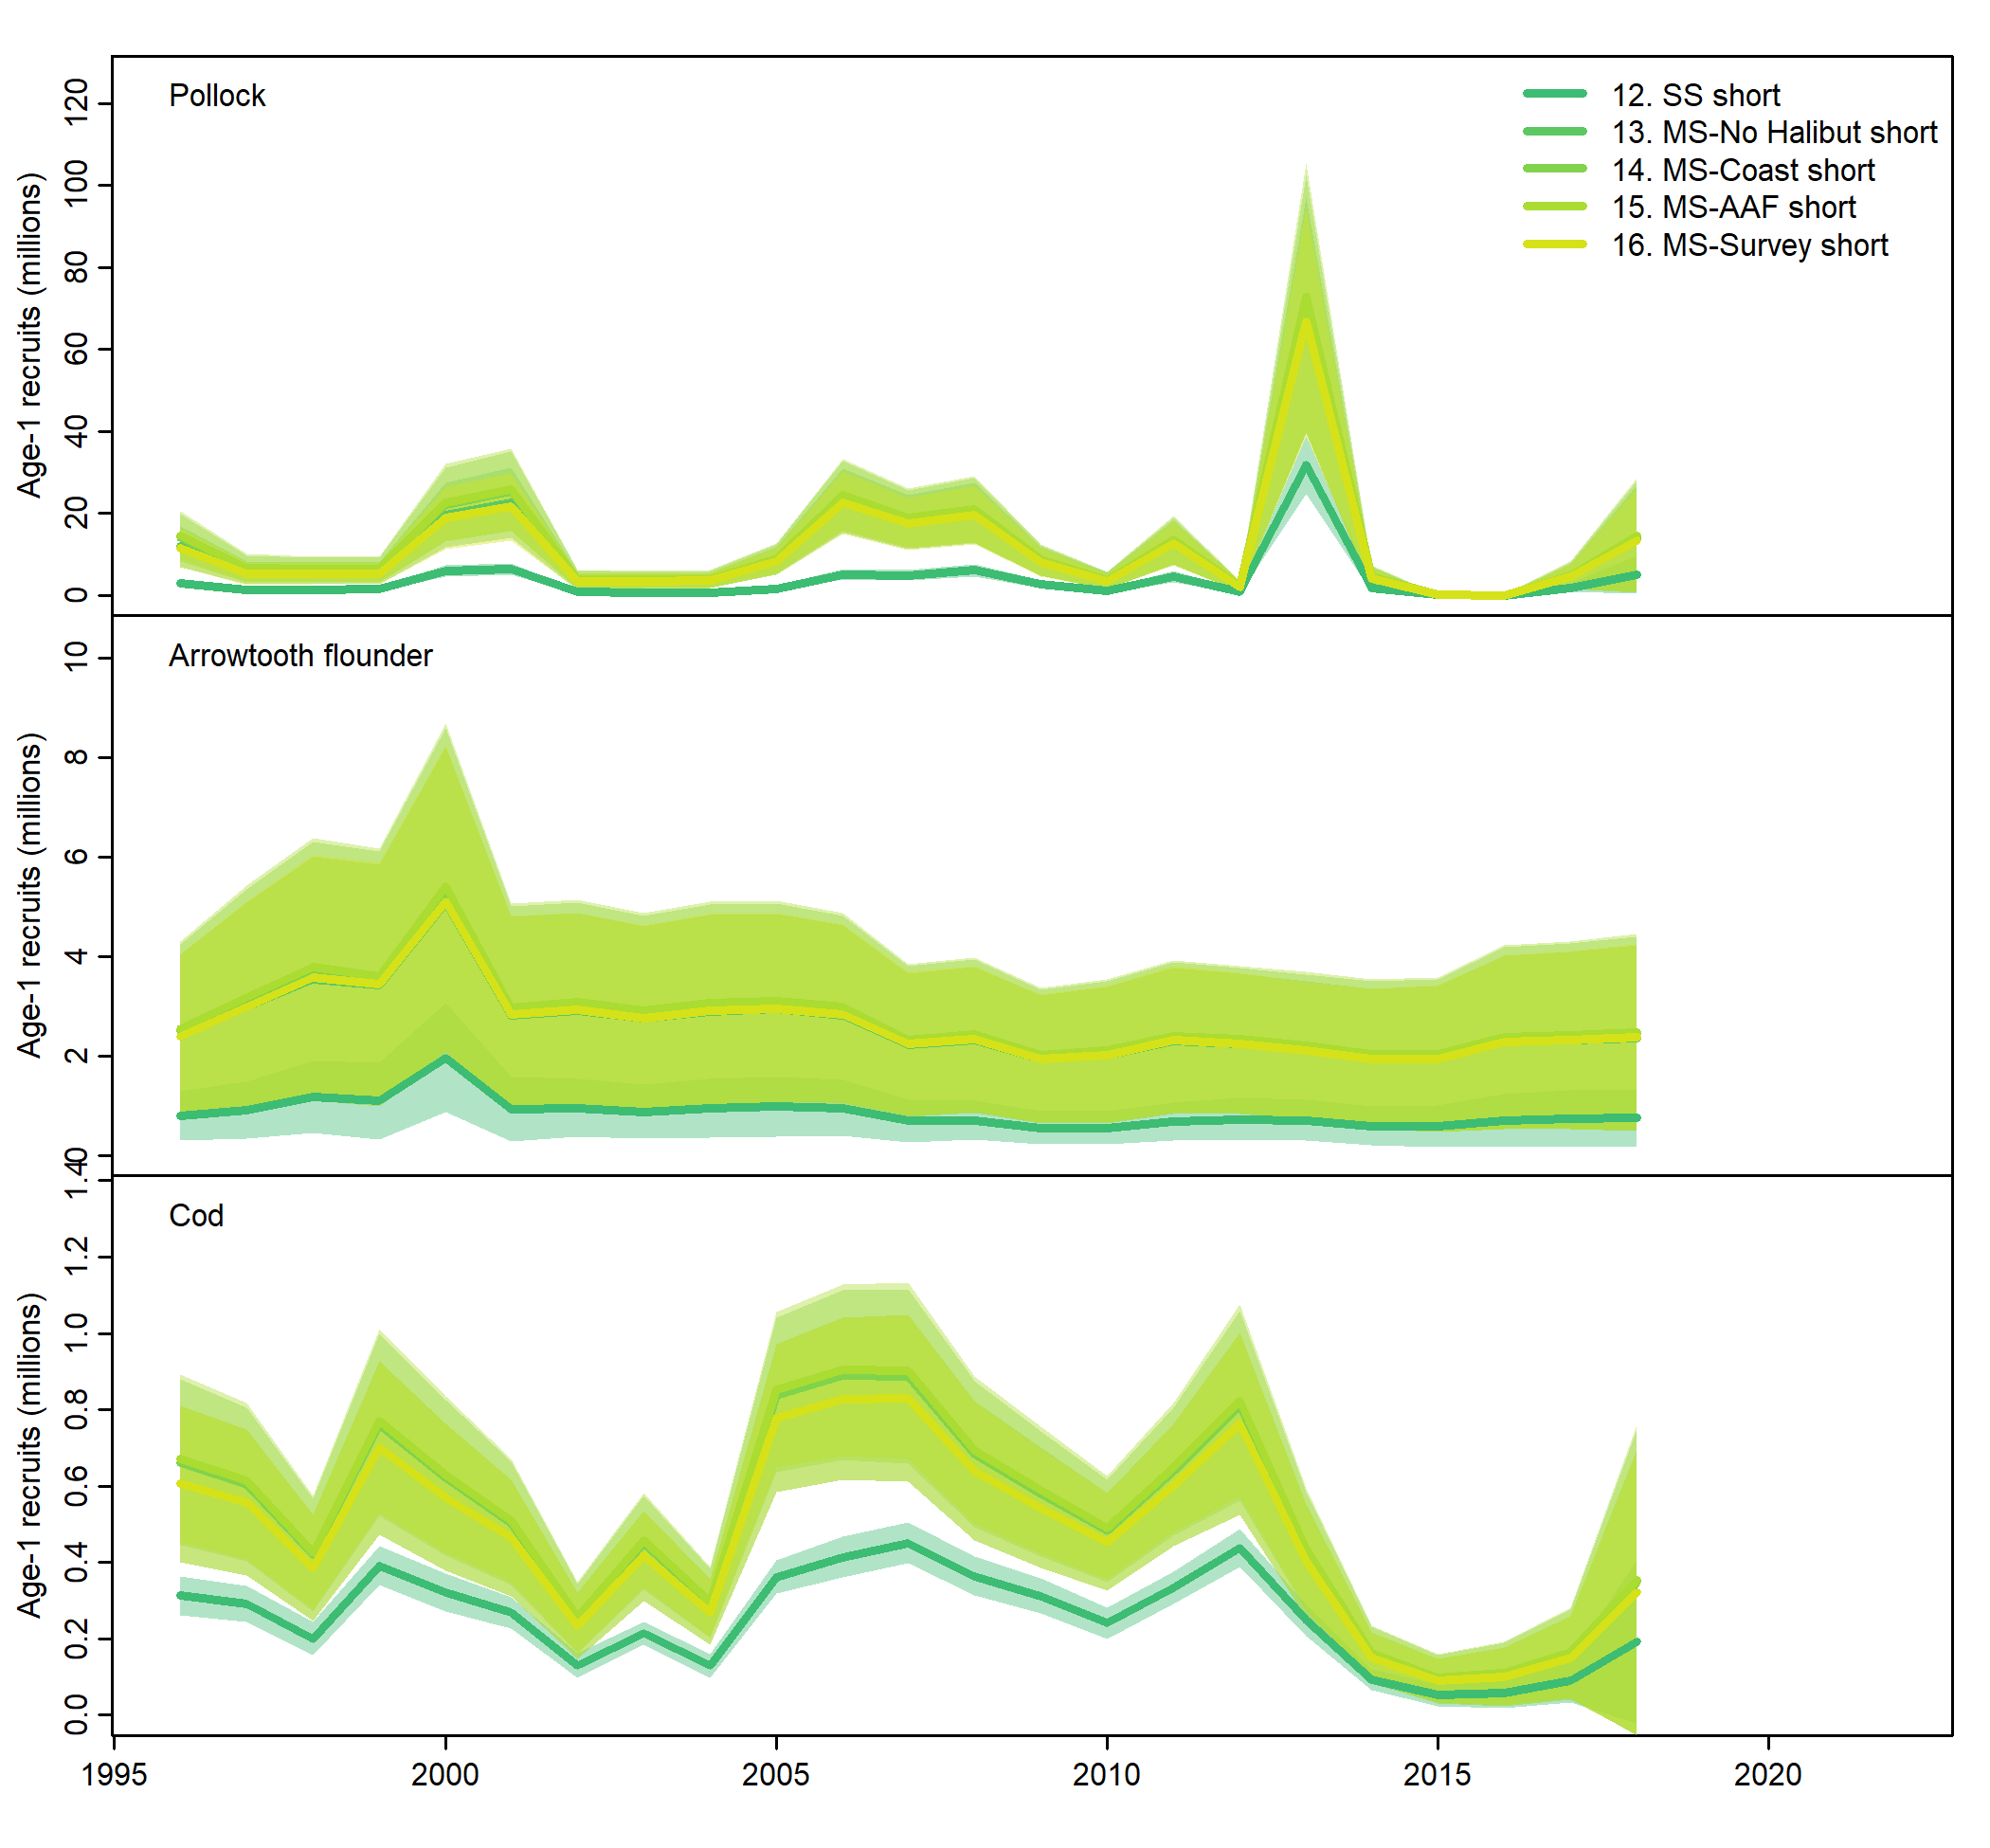 Pollock
12. SS short
13. MS-No Halibut short
14. MS-Coast short
15. MS-AAF short
16. MS-Survey short
Age-1 recruits (millions)
120
100
80
60
40
20
0
Arrowtooth flounder
Age-1 recruits (millions)
10
8
6
4
2
0
Cod
Age-1 recruits (millions)
1.4
1.2
1.0
0.8
0.6
0.4
0.2
0.0
1995 2000 2005 2010 2015 2020